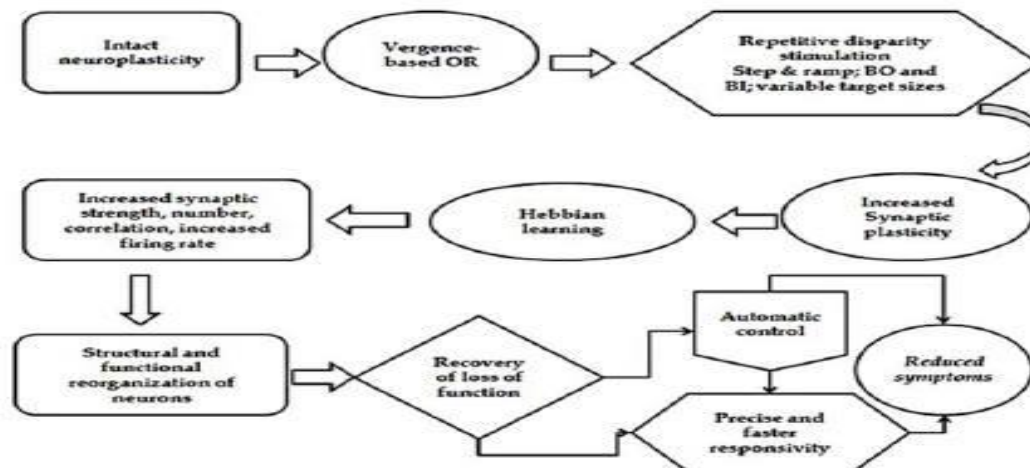 Intact
neuroplasticity
Vergence-
based OR
Repetitive disparity
stimulation
Step & ramp; BO and
BI; variable target sizes
Increased
Synaptic
plasticity
Hebbian
learning
Increased synaptic
strength, number,
correlation, increased
firing rate
Structural and
functional
reorganization of
neurons
Recovery
of loss of
function
Automatic
control
Precise and
faster
responsivity
Reduced
symptoms